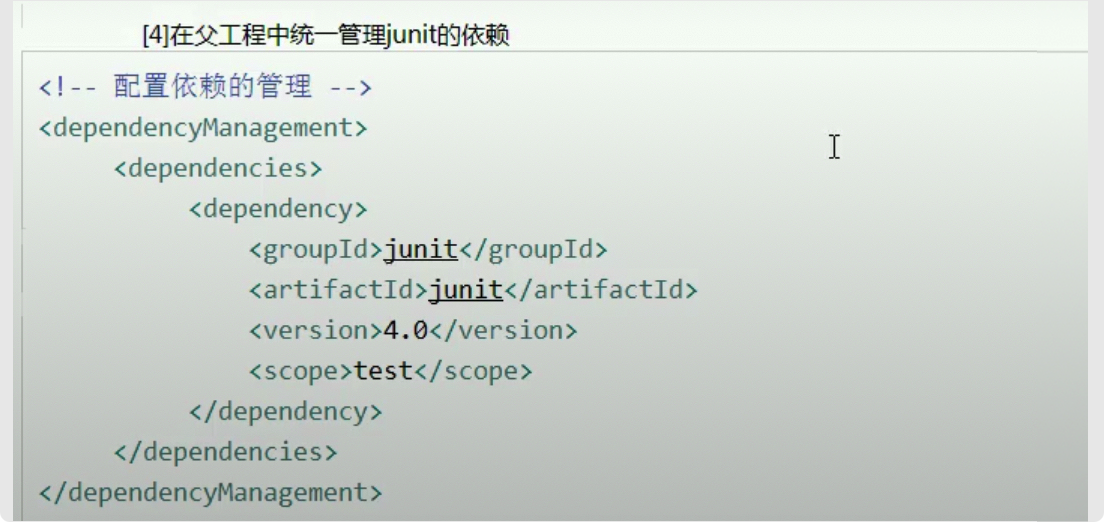 [4]在父工程中统一管理junit的依赖
<!-- 配置依赖的管理 -->
<dependencyManagement>
<dependencies>
<dependency>
<groupId>junit</groupId>
<artifactId>junit</artifactId>
<version>4.0</version>
<scope>test</scope>
</dependency>
</dependencies>
</dependencyManagement>